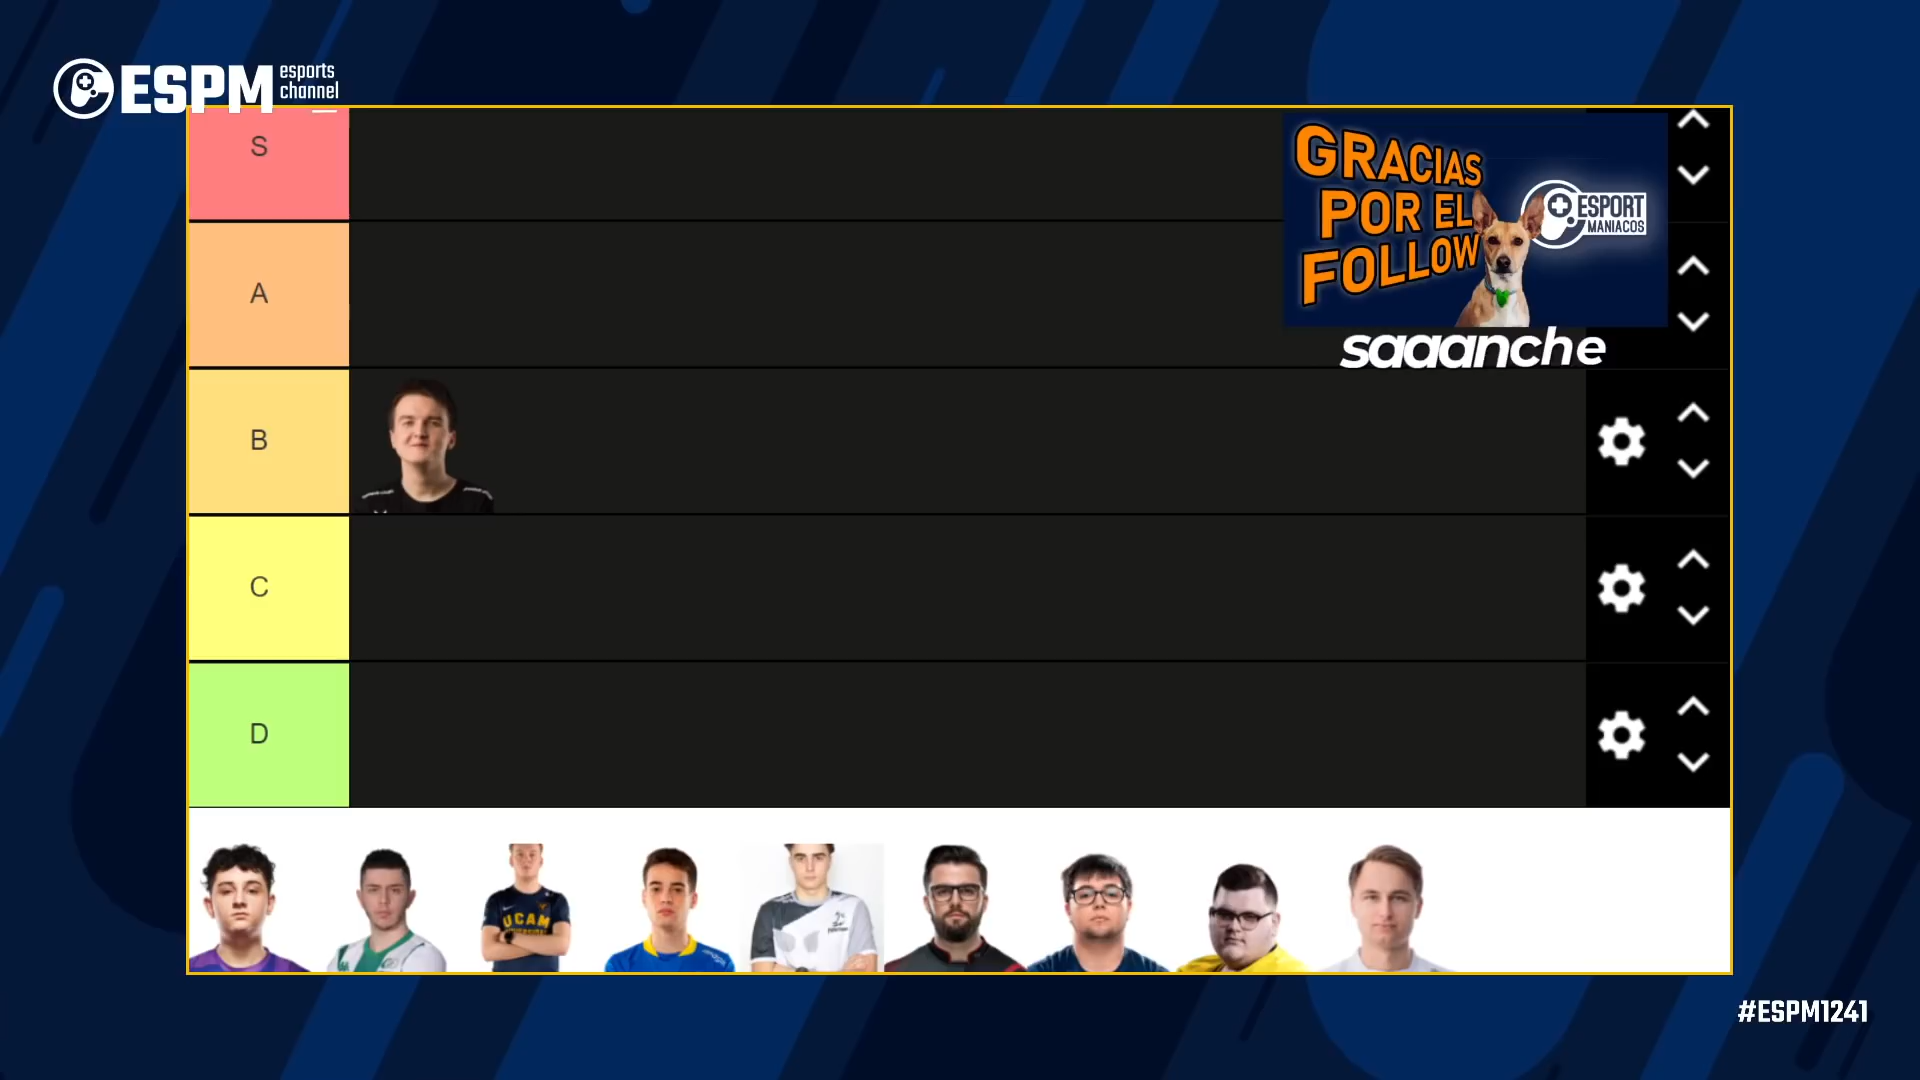 ESPM esports
channel
S
GRACIAS
POR EL
FOLLOW
ESPORT
MANIACOS
A
saaanche
B
C
D
UCAM
#ESPM1241